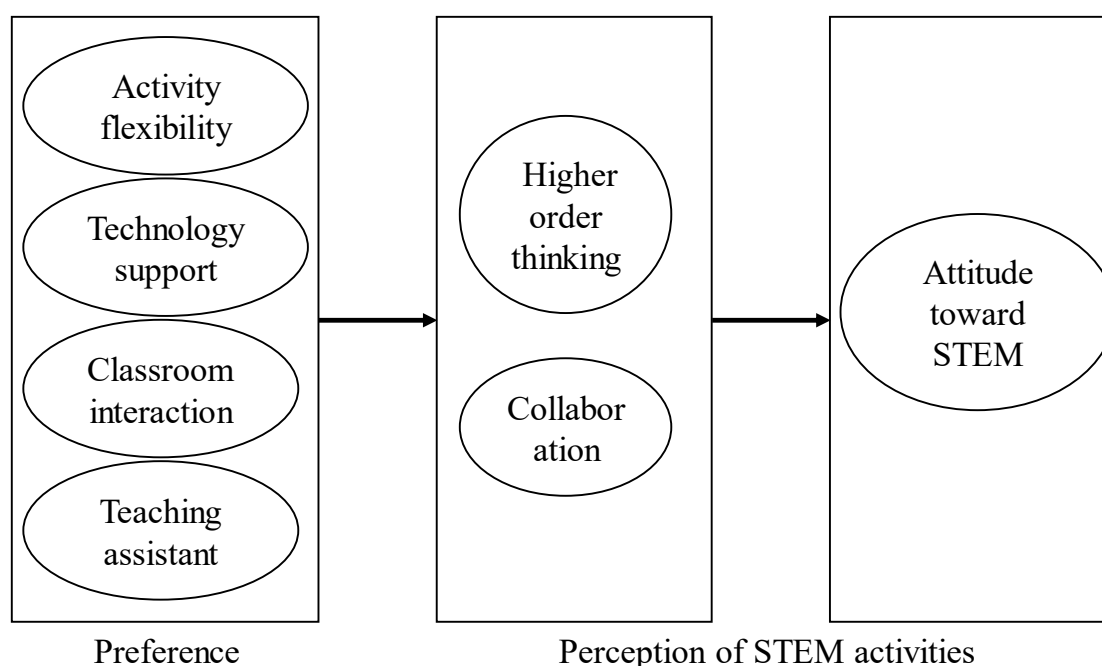 Activity
flexibility
Technology
support
Classroom
interaction
Teaching
assistant
Preference
Higher
order
thinking
Collabor
ation
Attitude
toward
STEM
Perception of STEM activities